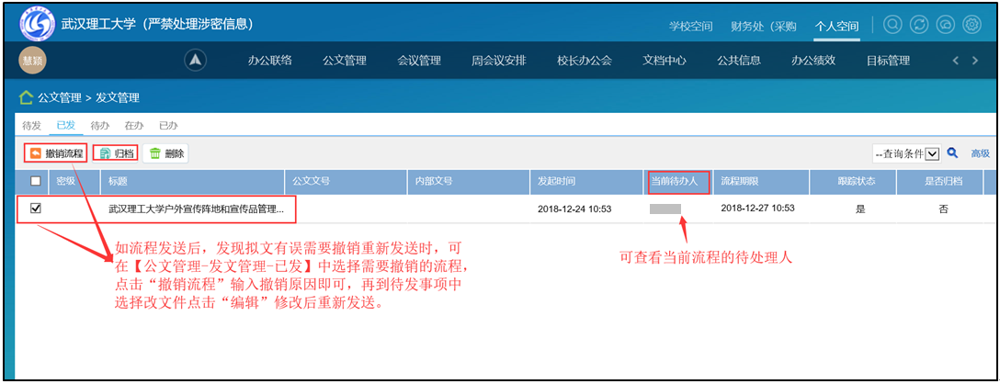 武汉理工大学（严禁处理涉密信息）
学校空间 财务处（采购 个人空间
慧颖 办公联络 公文管理 会议管理 周会议安排 校长办公会 文档中心 公共信息 办公绩效 目标管理 < >
公文管理 > 发文管理
待发 已发 待办 在办 已办
撤销流程 归档 删除 --查询条件 高级
密级 标题 公文文号 内部文号 发起时间 当前待办人 流程期限 跟踪状态 是否归档
武汉理工大学户外宣传阵地和宣传品管理... 2018-12-24 10:53 2018-12-27 10:53 是 否
如流程发送后，发现拟文有误需要撤销重新发送时，可
在【公文管理-发文管理-已发】中选择需要撤销的流程，
点击“撤销流程”输入撤销原因即可，再到待发事项中
选择改文件点击“编辑”修改后重新发送。
可查看当前流程的待处理人